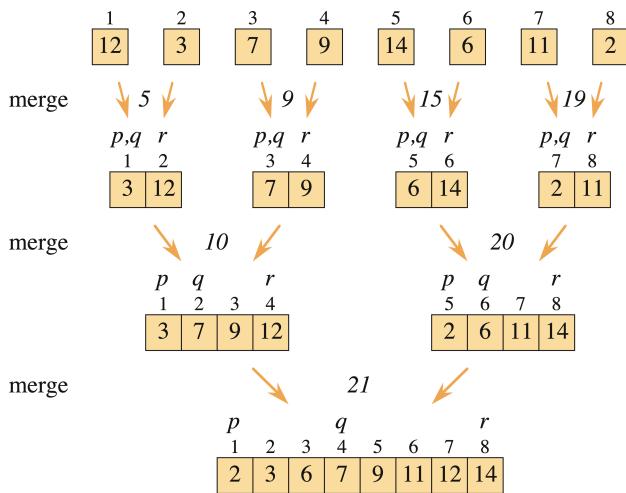 1 2 3 4 5 6 7 8
12 3 7 9 14 6 11 2
merge 5 9 15 19
p,q r p,q r p,q r p,q r
1 2 3 4 5 6 7 8
3 12 7 9 6 14 2 11
merge 10 20
p q r p q r
1 2 3 4 5 6 7 8
3 7 9 12 2 6 11 14
merge 21
p q r
1 2 3 4 5 6 7 8
2 3 6 7 9 11 12 14